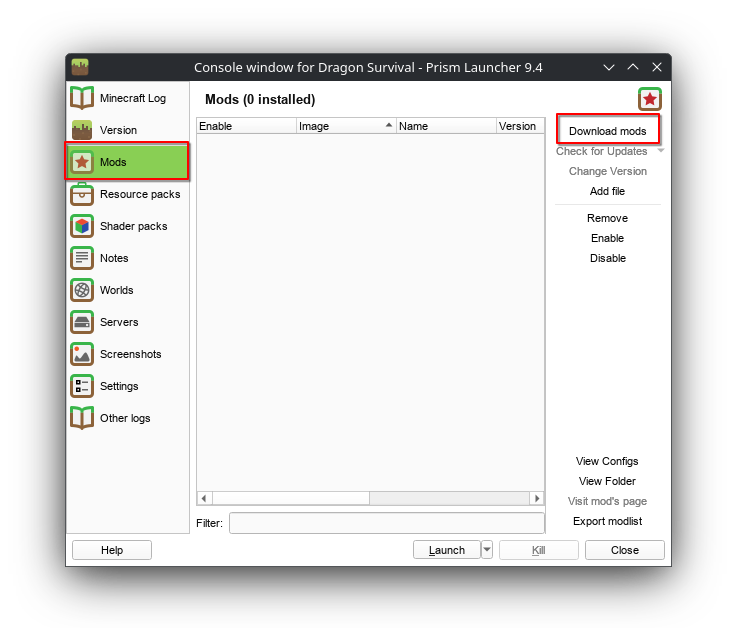 Console window for Dragon Survival - Prism Launcher 9.4
Minecraft Log
Version
Mods
Resource packs
Shader packs
Notes
Worlds
Servers
Screenshots
Settings
Other logs
Mods (0 installed)
Enable Image Name Version
Filter:
Download mods
Check for Updates
Change Version
Add file
Remove
Enable
Disable
View Configs
View Folder
Visit mod's page
Export modlist
Help Launch Kill Close